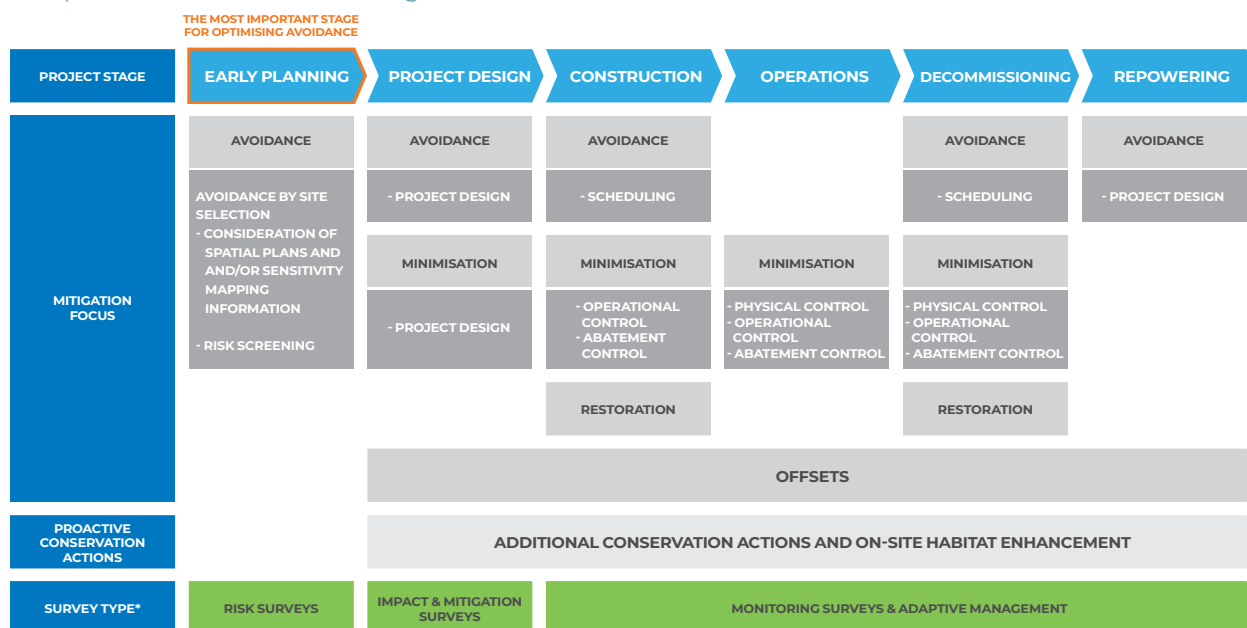 THE MOST IMPORTANT STAGE
FOR OPTIMISING AVOIDANCE
PROJECT STAGE
EARLY PLANNING
PROJECT DESIGN
CONSTRUCTION
OPERATIONS
DECOMMISSIONING
REPOWERING
MITIGATION
FOCUS
AVOIDANCE
AVOIDANCE BY SITE
SELECTION
- CONSIDERATION OF
SPATIAL PLANS AND
AND/OR SENSITIVITY
MAPPING
INFORMATION
- RISK SCREENING
AVOIDANCE
- PROJECT DESIGN
MINIMISATION
- PROJECT DESIGN
AVOIDANCE
- SCHEDULING
MINIMISATION
- OPERATIONAL
CONTROL
- ABATEMENT
CONTROL
RESTORATION
MINIMISATION
- PHYSICAL CONTROL
- OPERATIONAL
CONTROL
- ABATEMENT CONTROL
AVOIDANCE
- SCHEDULING
MINIMISATION
- PHYSICAL CONTROL
- OPERATIONAL
CONTROL
- ABATEMENT CONTROL
RESTORATION
AVOIDANCE
- PROJECT DESIGN
OFFSETS
PROACTIVE
CONSERVATION
ACTIONS
ADDITIONAL CONSERVATION ACTIONS AND ON-SITE HABITAT ENHANCEMENT
SURVEY TYPE*
RISK SURVEYS
IMPACT & MITIGATION
SURVEYS
MONITORING SURVEYS & ADAPTIVE MANAGEMENT